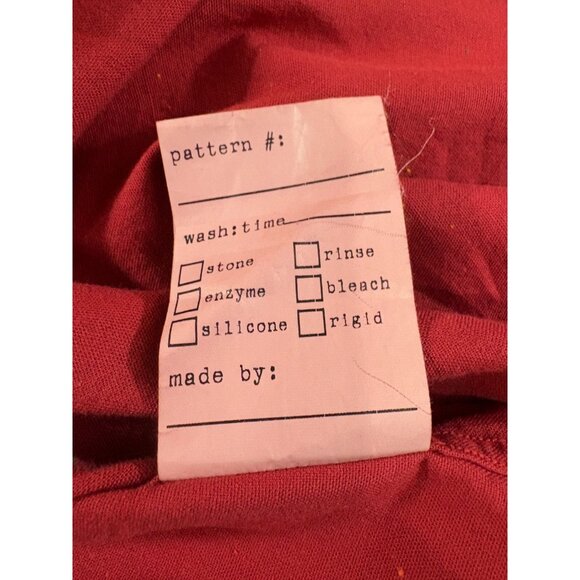 pattern #:
wash:time
stone rinse
enzyme bleach
silicone rigid
made by: